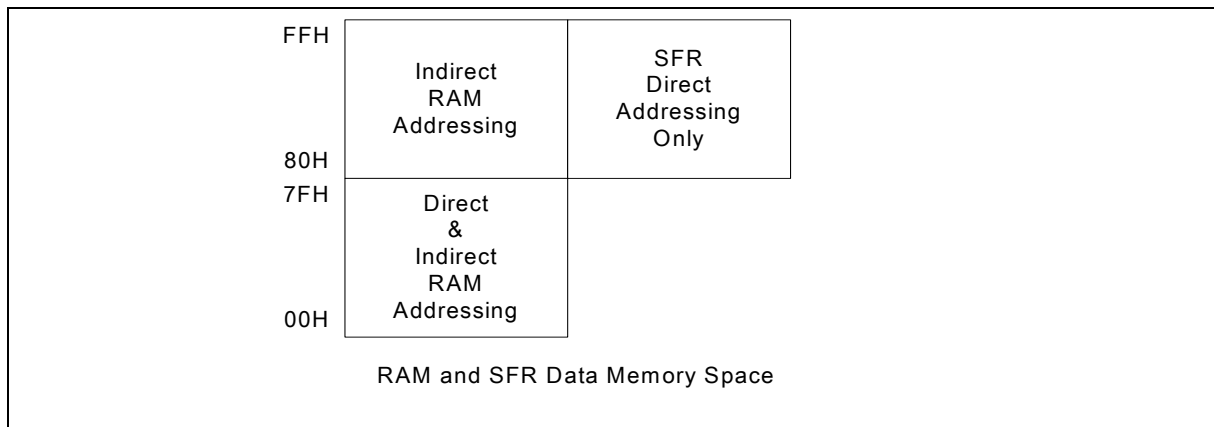 FFH
Indirect
RAM
Addressing
SFR
Direct
Addressing
Only
80H
7FH
Direct
&
Indirect
RAM
Addressing
00H
RAM and SFR Data Memory Space